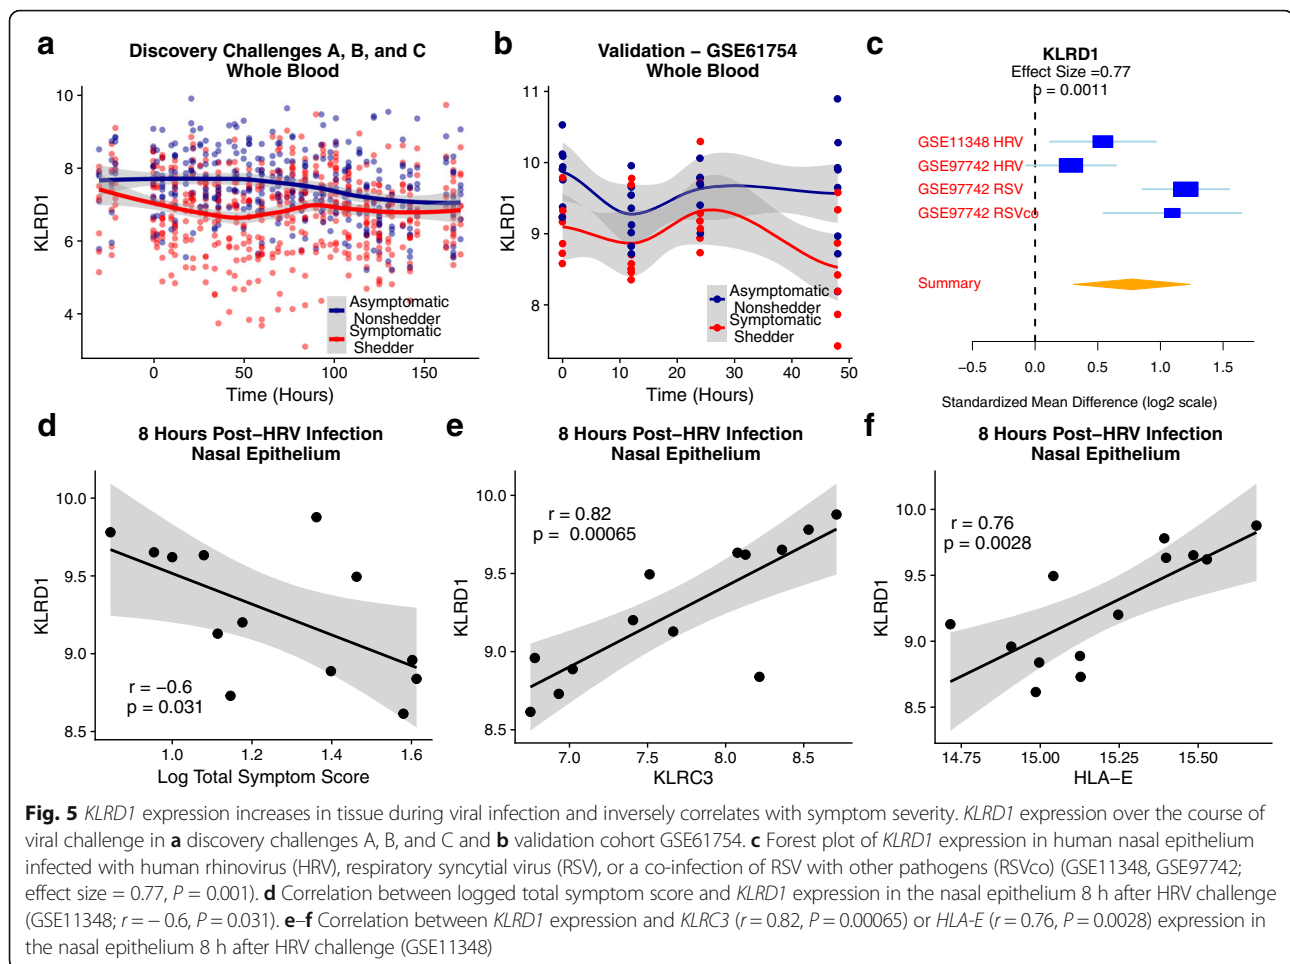 a
Discovery Challenges A, B, and C
Whole Blood
KLRD1
10
8
6
4
Asymptomatic
Nonshedder
Symptomatic
Shedder
0
50
100
150
Time (Hours)
b
Validation – GSE61754
Whole Blood
KLRD1
11
10
9
8
Asymptomatic
Nonshedder
Symptomatic
Shedder
0
10
20
30
40
50
Time (Hours)
c
KLRD1
Effect Size =0.77
p = 0.0011
GSE11348 HRV
GSE97742 HRV
GSE97742 RSV
GSE97742 RSVco
Summary
−0.5
0.0
0.5
1.0
1.5
Standardized Mean Difference (log2 scale)
d
8 Hours Post−HRV Infection
Nasal Epithelium
KLRD1
10.0
9.5
9.0
8.5
r = −0.6
p = 0.031
1.0
1.2
1.4
1.6
Log Total Symptom Score
e
8 Hours Post−HRV Infection
Nasal Epithelium
KLRD1
10.0
9.5
9.0
8.5
r = 0.82
p = 0.00065
7.0
7.5
8.0
8.5
KLRC3
f
8 Hours Post−HRV Infection
Nasal Epithelium
KLRD1
10.0
9.5
9.0
8.5
r = 0.76
p = 0.0028
14.75
15.00
15.25
15.50
HLA−E
Fig. 5 KLRD1 expression increases in tissue during viral infection and inversely correlates with symptom severity. KLRD1 expression over the course of
viral challenge in a discovery challenges A, B, and C and b validation cohort GSE61754. c Forest plot of KLRD1 expression in human nasal epithelium
infected with human rhinovirus (HRV), respiratory syncytial virus (RSV), or a co-infection of RSV with other pathogens (RSVco) (GSE11348, GSE97742;
effect size = 0.77, P = 0.001). d Correlation between logged total symptom score and KLRD1 expression in the nasal epithelium 8 h after HRV challenge
(GSE11348; r = − 0.6, P = 0.031). e–f Correlation between KLRD1 expression and KLRC3 (r = 0.82, P = 0.00065) or HLA-E (r = 0.76, P = 0.0028) expression in
the nasal epithelium 8 h after HRV challenge (GSE11348)